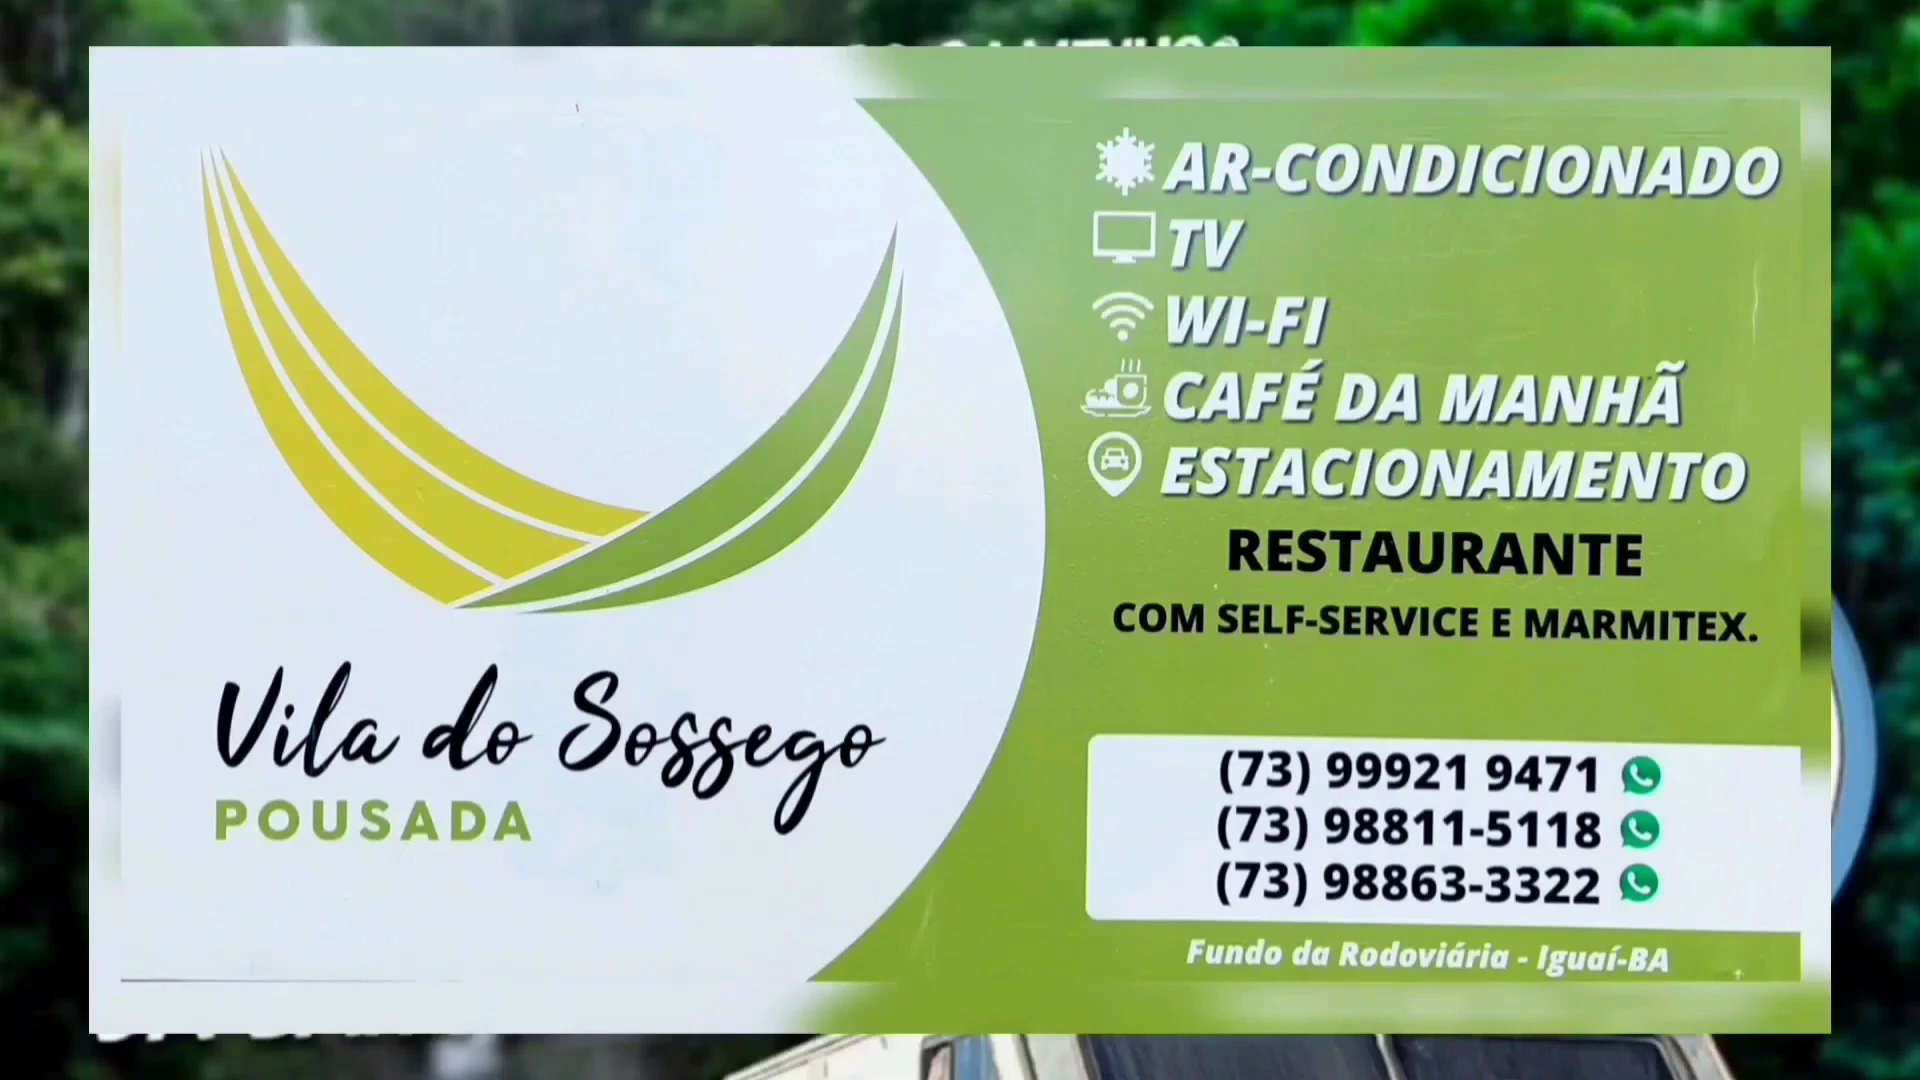 AR-CONDICIONADO
TV
WI-FI
CAFÉ DA MANHÃ
ESTACIONAMENTO
RESTAURANTE
COM SELF-SERVICE E MARMITEX.
Vila do Sossego
POUSADA
(73) 99921 9471
(73) 98811-5118
(73) 98863-3322
Fundo da Rodoviária - Iguaí-BA